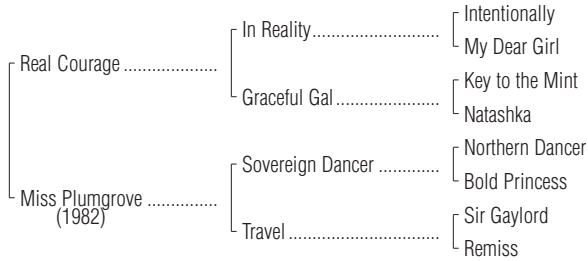 Intentionally
In Reality
My Dear Girl
Real Courage
Key to the Mint
Graceful Gal
Natashka
Northern Dancer
Sovereign Dancer
Bold Princess
Miss Plumgrove
(1982)
Sir Gaylord
Travel
Remiss